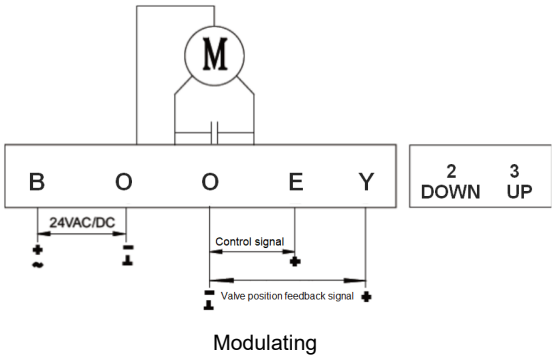 M
B O O E Y
2 3
DOWN UP
24VAC/DC
Control signal
Valve position feedback signal
Modulating